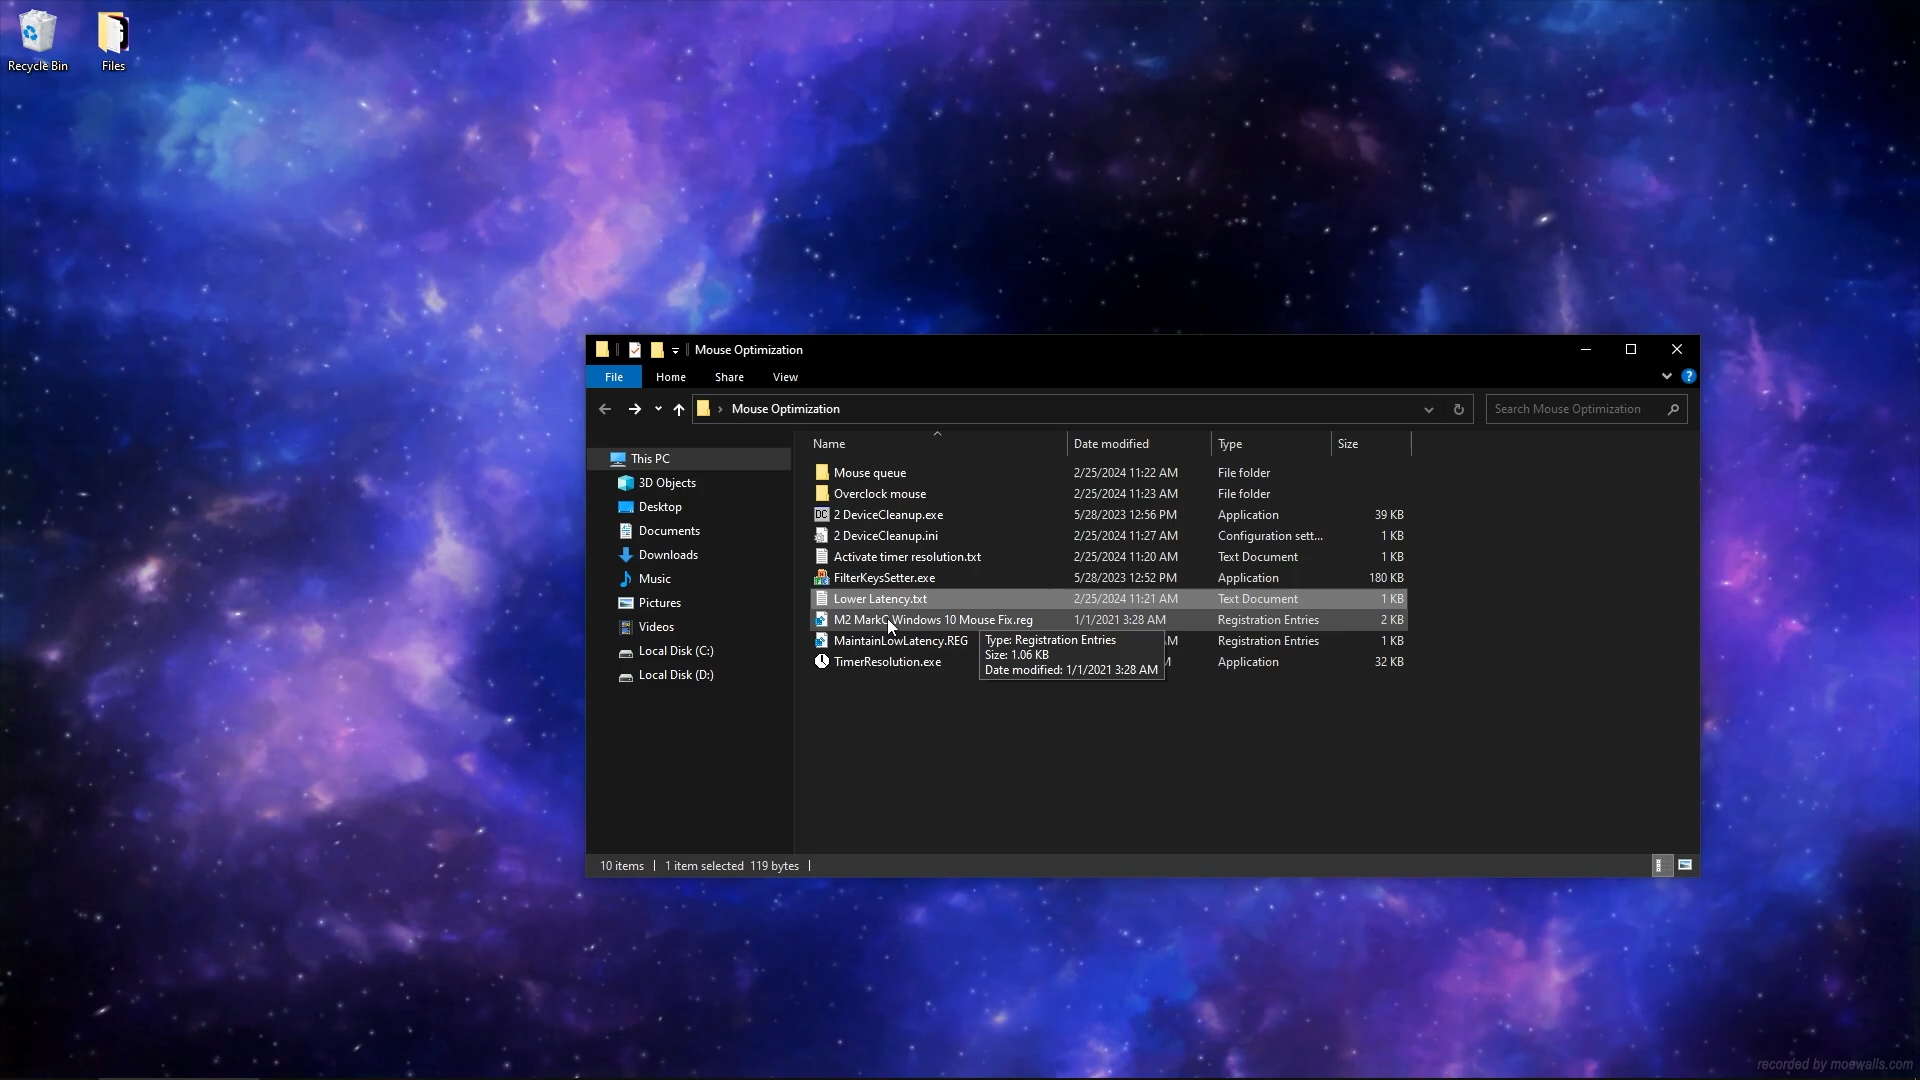 Recycle Bin
Files
Mouse Optimization
File Home Share View
Mouse Optimization
Search Mouse Optimization
Name Date modified Type Size
This PC
3D Objects
Desktop
Documents
Downloads
Music
Pictures
Videos
Local Disk (C:)
Local Disk (D:)
Mouse queue 2/25/2024 11:22 AM File folder
Overclock mouse 2/25/2024 11:23 AM File folder
2 DeviceCleanup.exe 5/28/2023 12:56 PM Application 39 KB
2 DeviceCleanup.ini 2/25/2024 11:27 AM Configuration sett... 1 KB
Activate timer resolution.txt 2/25/2024 11:20 AM Text Document 1 KB
FilterKeysSetter.exe 5/28/2023 12:52 PM Application 180 KB
Lower Latency.txt 2/25/2024 11:21 AM Text Document 1 KB
M2 MarkC Windows 10 Mouse Fix.reg 1/1/2021 3:28 AM Registration Entries 2 KB
MaintainLowLatency.REG Registration Entries 1 KB
TimerResolution.exe Application 32 KB
Type: Registration Entries
Size: 1.06 KB
Date modified: 1/1/2021 3:28 AM
10 items 1 item selected 119 bytes
recorded by moewalls.com